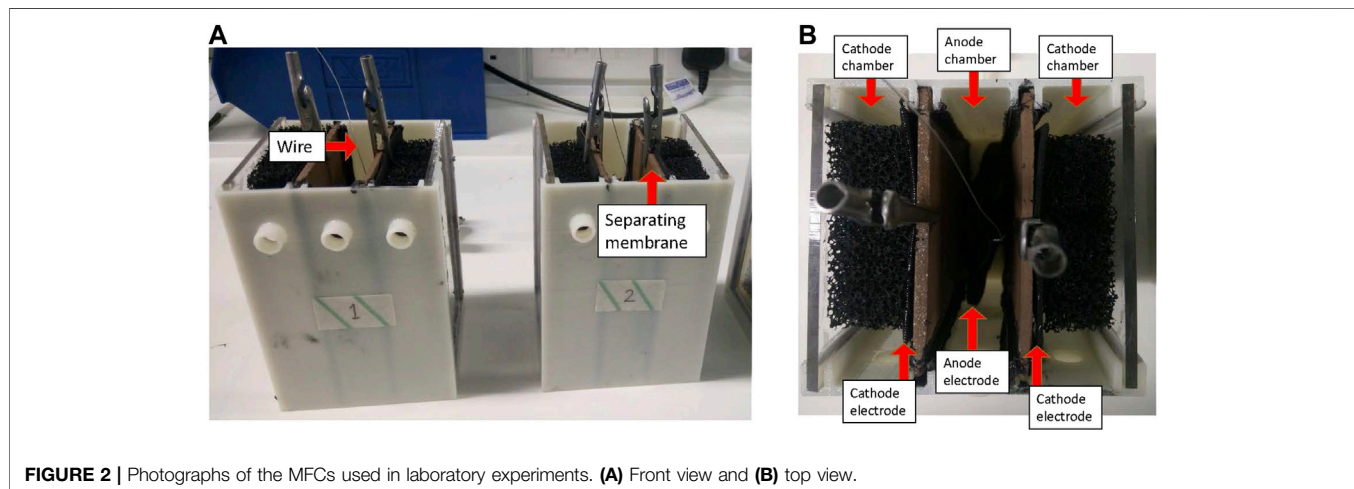 A
Wire
Separating
membrane
1
2
B
Cathode
chamber
Anode
chamber
Cathode
chamber
Cathode
electrode
Anode
electrode
Cathode
electrode
FIGURE 2 | Photographs of the MFCs used in laboratory experiments. (A) Front view and (B) top view.